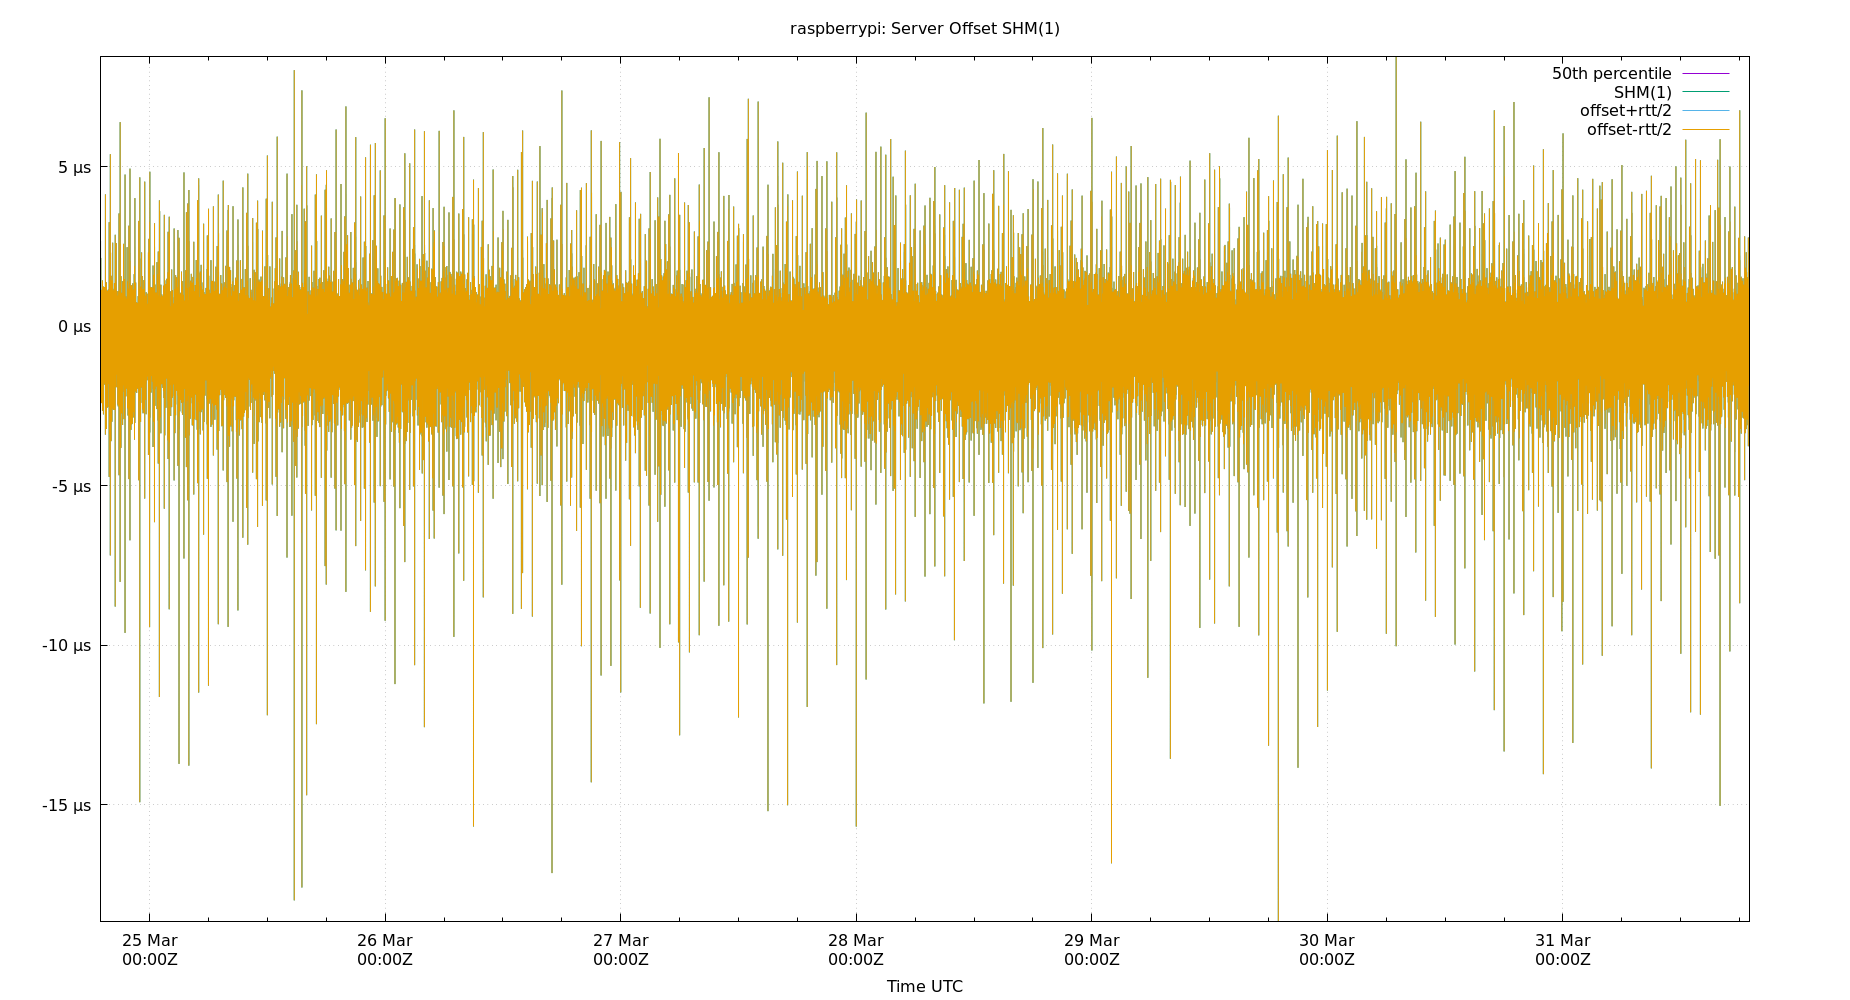 raspberrypi: Server Offset SHM(1)
50th percentile
SHM(1)
offset+rtt/2
offset-rtt/2
5 µs
0 µs
-5 µs
-10 µs
-15 µs
25 Mar 26 Mar 27 Mar 28 Mar 29 Mar 30 Mar 31 Mar
00:00Z 00:00Z 00:00Z 00:00Z 00:00Z 00:00Z 00:00Z
Time UTC